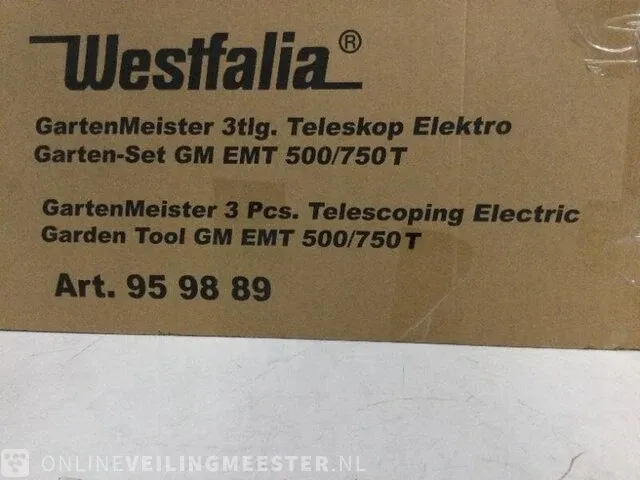 Westfalia®
GartenMeister 3tlg. Teleskop Elektro
Garten-Set GM EMT 500/750T
GartenMeister 3 Pcs. Telescoping Electric
Garden Tool GM EMT 500/750T
Art. 95 98 89
ONLINEVEILINGMEESTER.NL